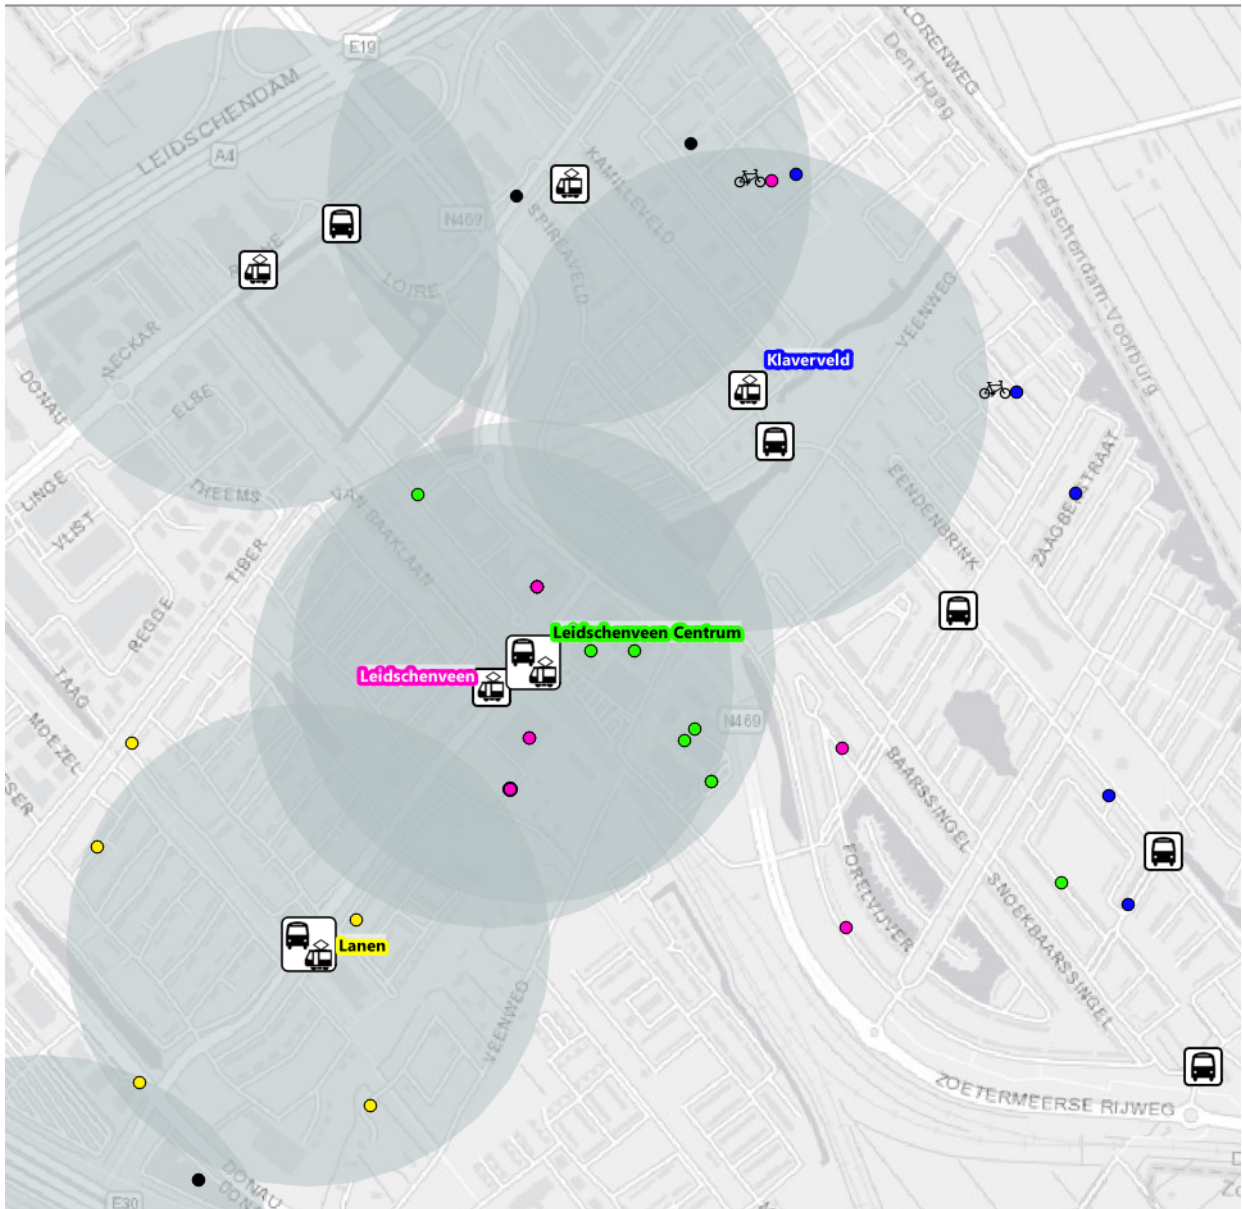 E19
LORENWEG
Den Haag
LEIDSCHENDAM
A4
KAMILLEVELD
Leidschendam-Voorburg
N469
SPIREAVELD
LOIRE
VEENWEG
NECKAR
Klaverveld
DONAU
ELBE
LINGE
THEEMS
JAN BAAKLAAN
EENDENBRINK
ZAAGBEKSTRAAT
VLIST
TIBER
REGGE
Leidschenveen Centrum
Leidschenveen
TAAG
MOEZEL
N469
BAARSSINGEL
FORELVIJVER
SNOEKBAARSSINGEL
Lanen
VEENWEG
ZOETERMEERSE RIJWEG
DONAU
E30